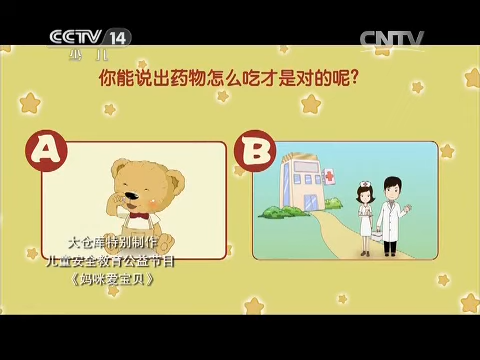 CCTV 14
少儿
CNTV
你能说出药物怎么吃才是对的呢?
A
B
大仓库特别制作
儿童安全教育公益节目
《妈咪爱宝贝》